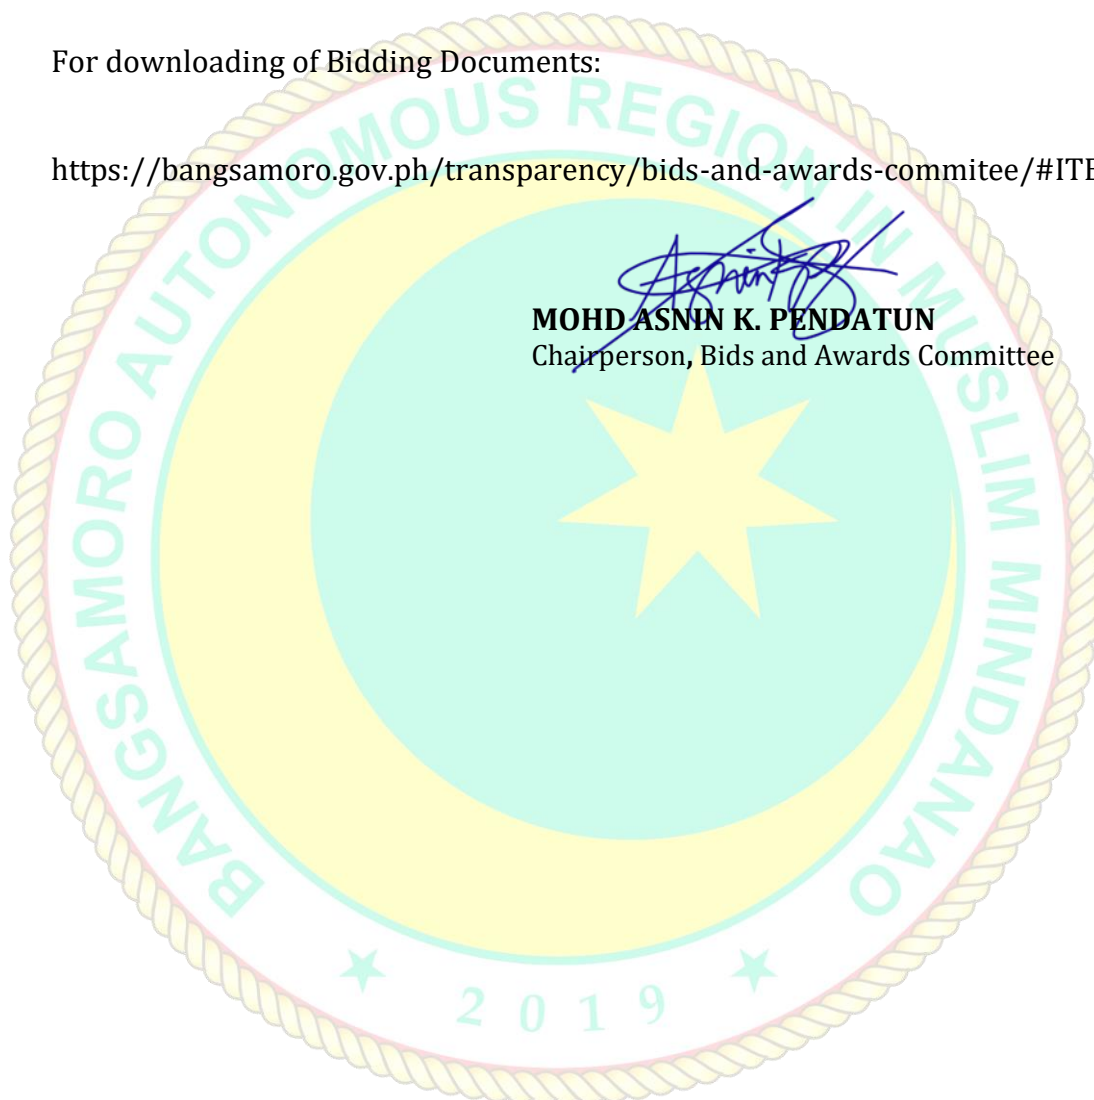 For downloading of Bidding Documents:
https://bangsamoro.gov.ph/transparency/bids-and-awards-commitee/#ITB
MOHD ASNIN K. PENDATUN
Chairperson, Bids and Awards Committee
BANGSAMORO AUTONOMOUS REGION IN MUSLIM MINDANAO
2019